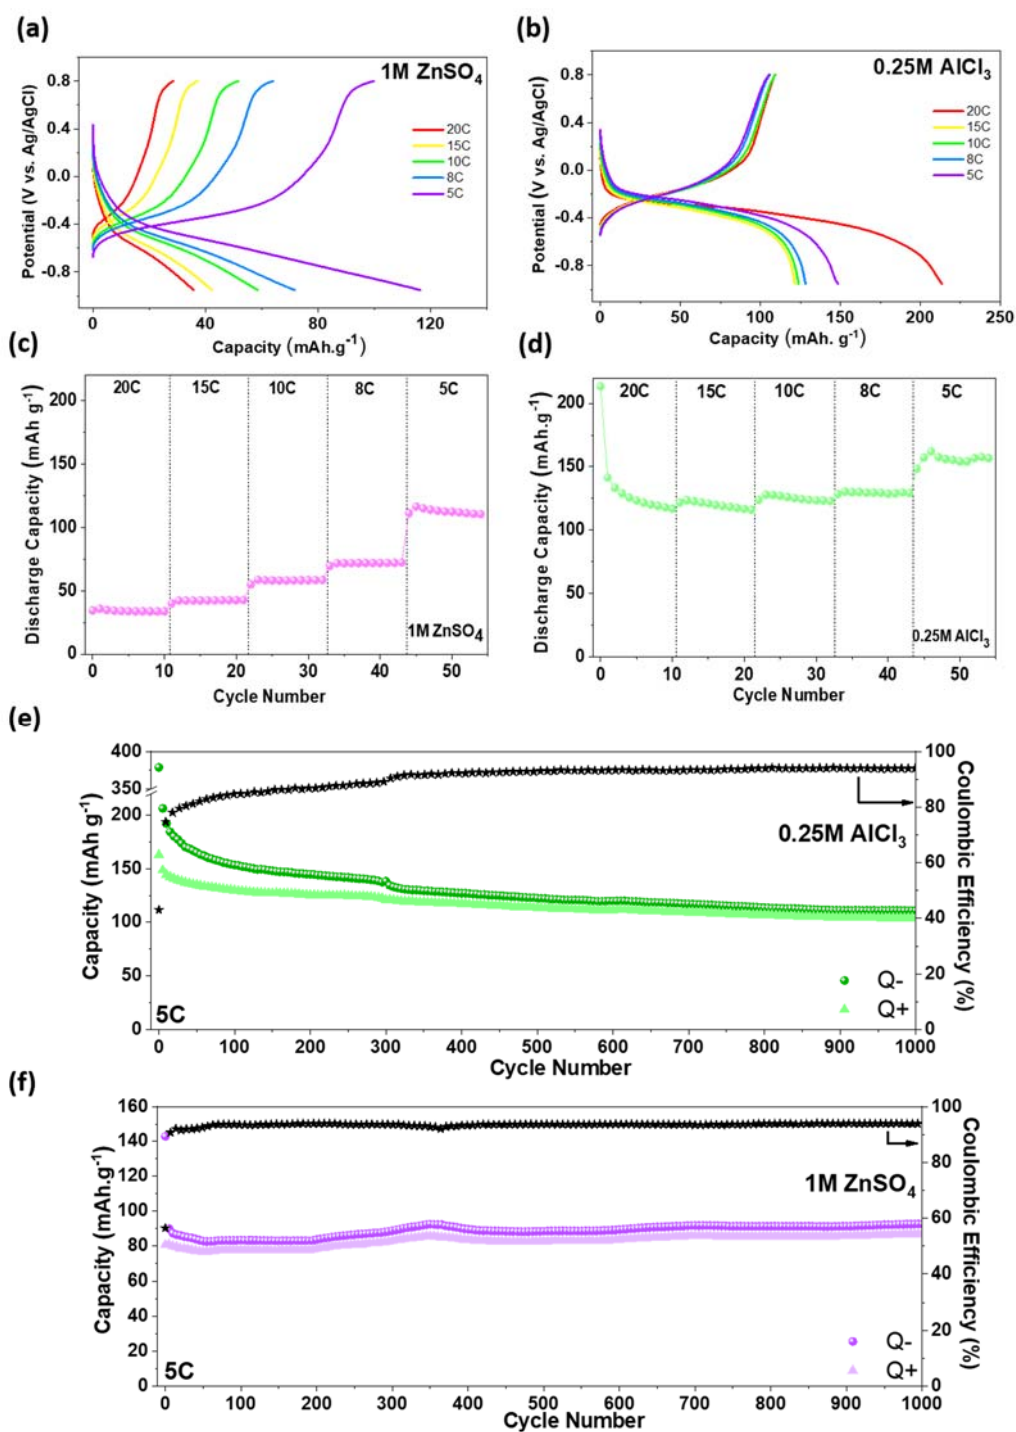 (a)
1M ZnSO4
Potential (V vs. Ag/AgCl)
0.8
0.4
0.0
-0.4
-0.8
20C
15C
10C
8C
5C
0 40 80 120
Capacity (mAh.g-1)
(b)
0.25M AlCl3
Potential (V vs. Ag/AgCl)
0.8
0.4
0.0
-0.4
-0.8
20C
15C
10C
8C
5C
0 50 100 150 200 250
Capacity (mAh. g-1)
(c)
Discharge Capacity (mAh g-1)
200
150
100
50
0
20C 15C 10C 8C 5C
1M ZnSO4
0 10 20 30 40 50
Cycle Number
(d)
Discharge Capacity (mAh.g-1)
200
150
100
50
0
20C 15C 10C 8C 5C
0.25M AlCl3
0 10 20 30 40 50
Cycle Number
(e)
Capacity (mAh g-1)
400
350
200
150
100
50
0
0.25M AlCl3
Q-
Q+
5C
100
80
60
40
20
0
Coulombic Efficiency (%)
0 100 200 300 400 500 600 700 800 900 1000
Cycle Number
(f)
Capacity (mAh.g-1)
160
140
120
100
80
60
40
20
0
1M ZnSO4
Q-
Q+
5C
100
80
60
40
20
0
Coulombic Efficiency (%)
0 100 200 300 400 500 600 700 800 900 1000
Cycle Number